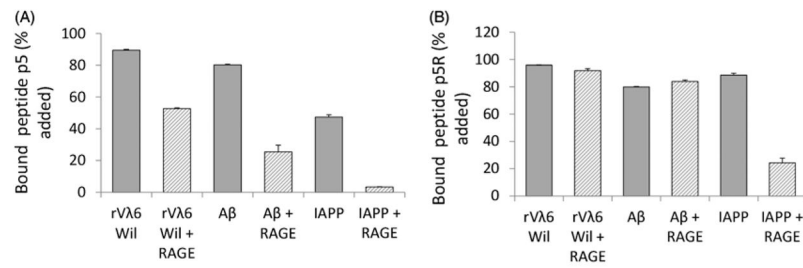 (A)
Bound peptide p5 (%
added)
100
80
60
40
20
0
rVλ6
Wil
rVλ6
Wil +
RAGE
Aβ
Aβ +
RAGE
IAPP
IAPP +
RAGE
(B)
Bound peptide p5R (%
added)
120
100
80
60
40
20
0
rVλ6
Wil
rVλ6
Wil +
RAGE
Aβ
Aβ +
RAGE
IAPP
IAPP +
RAGE